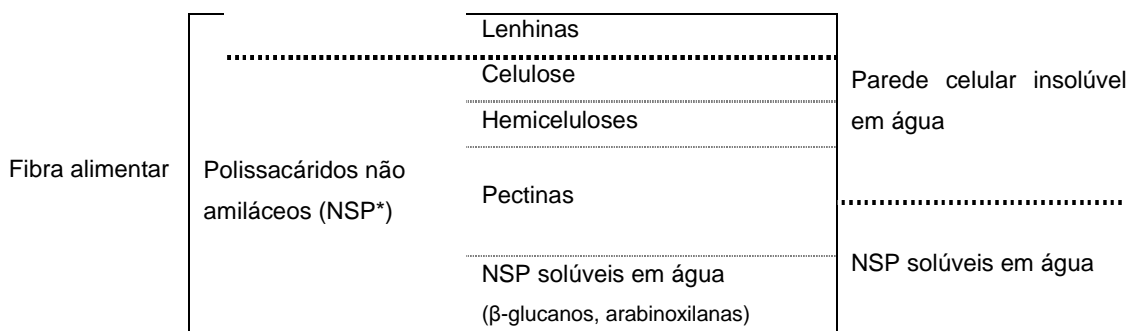 Lenhinas
Celulose
Hemiceluloses
Parede celular insolúvel
em água
Fibra alimentar
Polissacáridos não
amiláceos (NSP*)
Pectinas
NSP solúveis em água
(β-glucanos, arabinoxilanas)
NSP solúveis em água